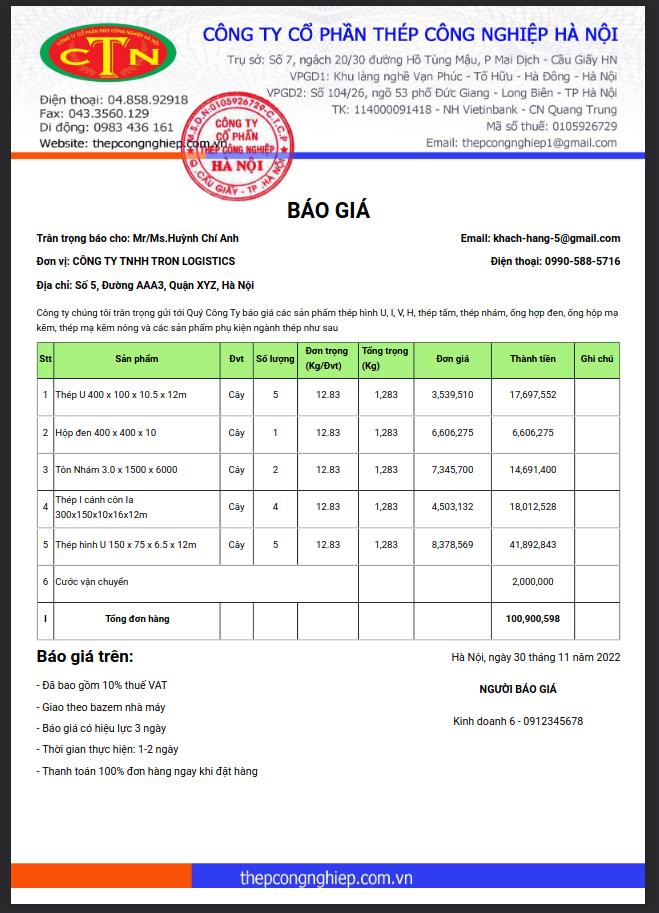 CÔNG TY CỔ PHẦN THÉP CÔNG NGHIỆP HÀ NỘI
CTN
CÔNG TY CỔ PHẦN THÉP CÔNG NGHIỆP HÀ NỘI
Trụ sở: Số 7, ngách 20/30 đường Hồ Tùng Mậu, P Mai Dịch - Cầu Giấy HN
VPGD1: Khu làng nghề Vạn Phúc - Tố Hữu - Hà Đông - Hà Nội
VPGD2: Số 104/26, ngõ 53 phố Đức Giang - Long Biên - TP Hà Nội
TK: 114000091418 - NH Vietinbank - CN Quang Trung
Mã số thuế: 0105926729
Email: thepcongnghiep1@gmail.com
Điện thoại: 04.858.92918
Fax: 043.3560.129
Di động: 0983 436 161
Website: thepcongnghiep.com.vn
M.S.D.N:0105926729-C.T.C.P
CÔNG TY
CỔ PHẦN
THÉP CÔNG NGHIỆP
HÀ NỘI
Q.CẦU GIẤY - TP.HÀ NỘI
BÁO GIÁ
Trân trọng báo cho: Mr/Ms.Huỳnh Chí Anh Email: khach-hang-5@gmail.com
Đơn vị: CÔNG TY TNHH TRON LOGISTICS Điện thoại: 0990-588-5716
Địa chỉ: Số 5, Đường AAA3, Quận XYZ, Hà Nội
Công ty chúng tôi trân trọng gửi tới Quý Công Ty báo giá các sản phẩm thép hình U, I, V, H, thép tấm, thép nhám, ống hợp đen, ống hộp mạ
kẽm, thép mạ kẽm nóng và các sản phẩm phụ kiện ngành thép như sau
Stt Sản phẩm Đvt Số lượng Đơn trọng (Kg/Đvt) Tổng trọng (Kg) Đơn giá Thành tiền Ghi chú
1 Thép U 400 x 100 x 10.5 x 12m Cây 5 12.83 1,283 3,539,510 17,697,552
2 Hộp đen 400 x 400 x 10 Cây 1 12.83 1,283 6,606,275 6,606,275
3 Tôn Nhám 3.0 x 1500 x 6000 Cây 2 12.83 1,283 7,345,700 14,691,400
4 Thép I cánh côn Ia 300x150x10x16x12m Cây 4 12.83 1,283 4,503,132 18,012,528
5 Thép hình U 150 x 75 x 6.5 x 12m Cây 5 12.83 1,283 8,378,569 41,892,843
6 Cước vận chuyển 2,000,000
I Tổng đơn hàng 100,900,598
Báo giá trên: Hà Nội, ngày 30 tháng 11 năm 2022
- Đã bao gồm 10% thuế VAT
NGƯỜI BÁO GIÁ
- Giao theo bazem nhà máy
- Báo giá có hiệu lực 3 ngày
Kinh doanh 6 - 0912345678
- Thời gian thực hiện: 1-2 ngày
- Thanh toán 100% đơn hàng ngay khi đặt hàng
thepcongnghiep.com.vn